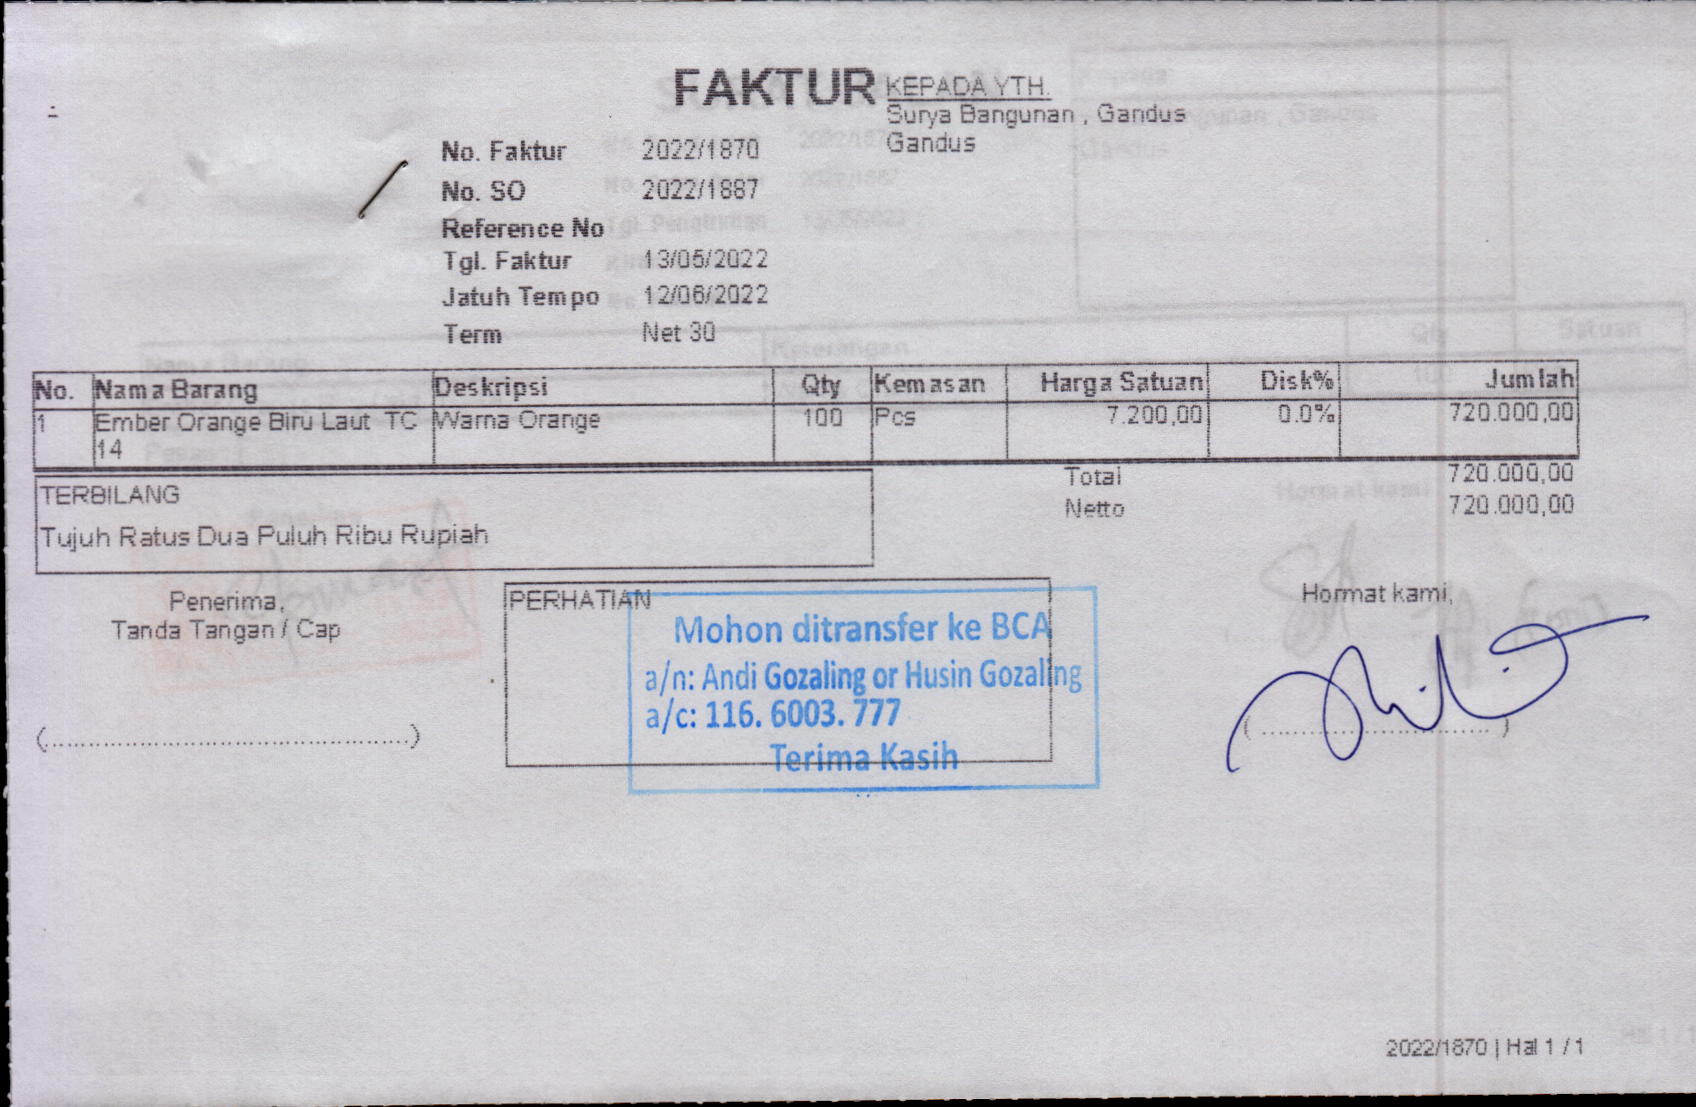 FAKTUR
KEPADA YTH.
Surya Bangunan , Gandus
Gandus
No. Faktur 2022/1870
No. SO 2022/1887
Reference No
Tgl. Faktur 13/05/2022
Jatuh Tempo 12/06/2022
Term Net 30
No. Nama Barang Deskripsi Qty Kemasan Harga Satuan Disk% Jumlah
1 Ember Orange Biru Laut TC Warna Orange 100 Pcs 7.200,00 0.0% 720.000,00
14
Total 720.000,00
Netto 720.000,00
TERBILANG
Tujuh Ratus Dua Puluh Ribu Rupiah
Penerima,
Tanda Tangan / Cap
PERHATIAN
Mohon ditransfer ke BCA
a/n: Andi Gozaling or Husin Gozaling
a/c: 116. 6003. 777
Terima Kasih
Hormat kami,
2022/1870 | Hal 1 / 1